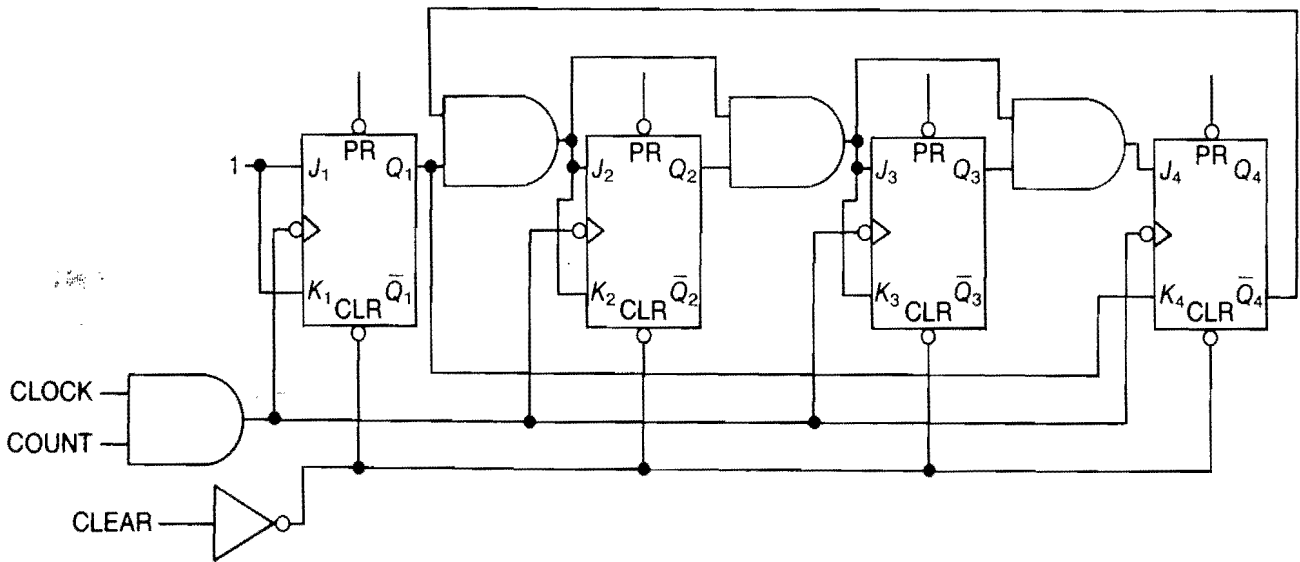 PR PR PR PR
1 J₁ Q₁ J₂ Q₂ J₃ Q₃ J₄ Q₄
K₁ Q̅₁ K₂ Q̅₂ K₃ Q̅₃ K₄ Q̅₄
CLR CLR CLR CLR
CLOCK
COUNT
CLEAR